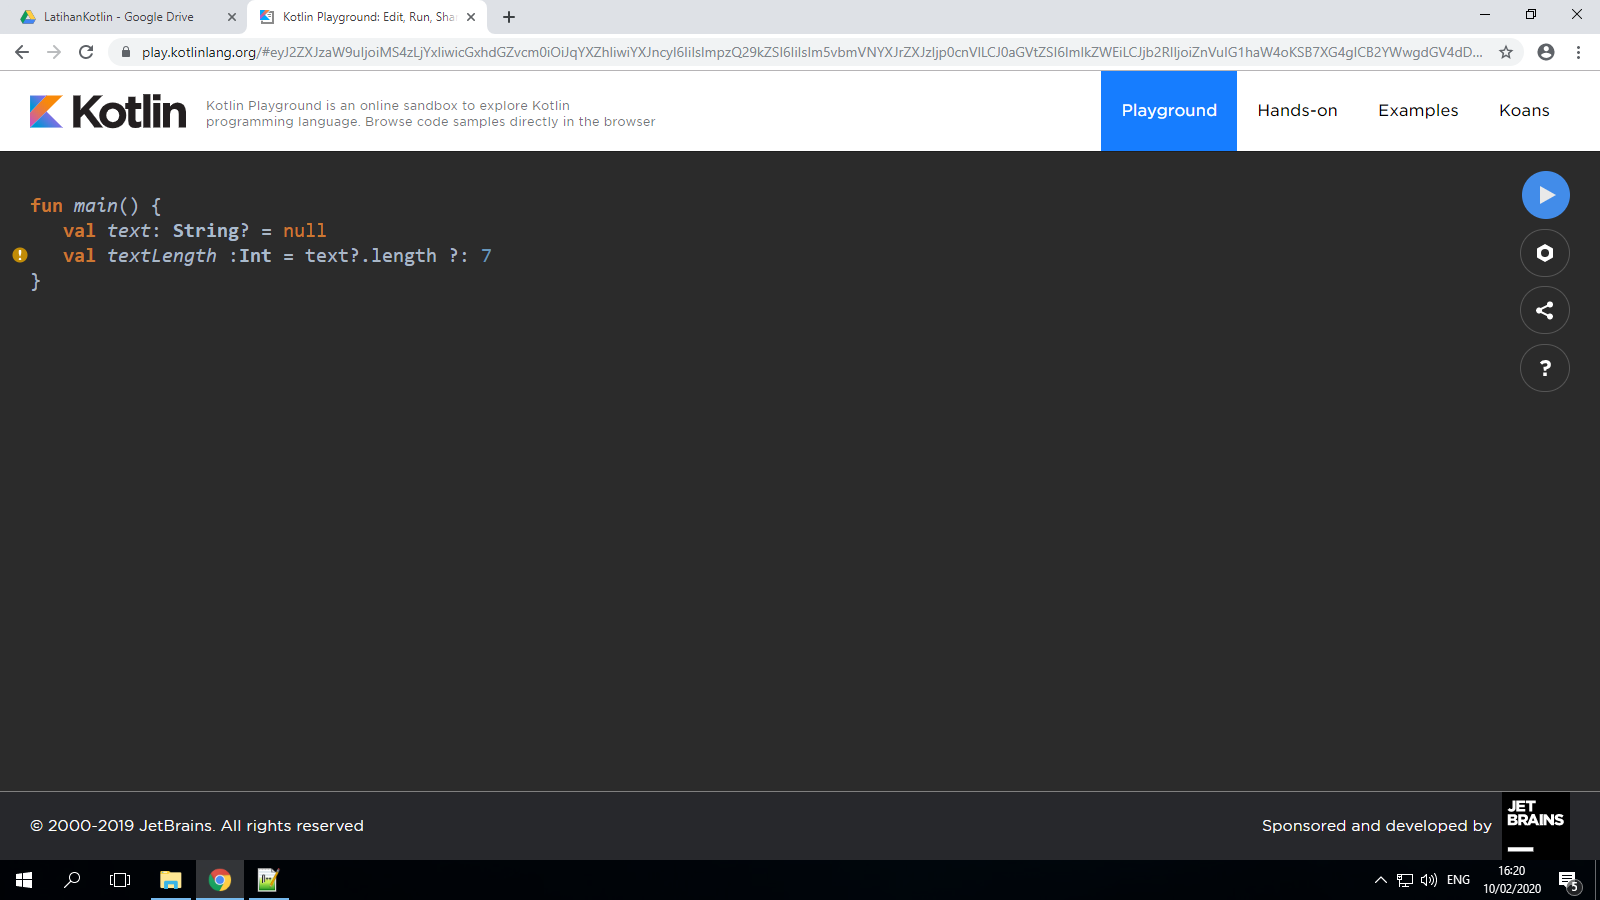 LatihanKotlin - Google Drive
Kotlin Playground: Edit, Run, Sha
play.kotlinlang.org/#eyJ2ZXJzaW9uIjoiMS4zLjYxIiwicGxhdGZvcm0iOiJqYXZhIiwiYXJncyI6IiIsImpzQ29kZSI6IiIsIm5vbmVNYXJrZXJzIjp0cnVlLCJ0aGVtZSI6ImlkZWEiLCJjb2RlIjoiZnVuIG1haW4oKSB7XG4gICB2YWwgdGV4dD...
Kotlin
Kotlin Playground is an online sandbox to explore Kotlin
programming language. Browse code samples directly in the browser
Playground
Hands-on
Examples
Koans
fun main() {
val text: String? = null
val textLength :Int = text?.length ?: 7
}
?
© 2000-2019 JetBrains. All rights reserved
Sponsored and developed by
JET
BRAINS
ENG
16:20
10/02/2020
5